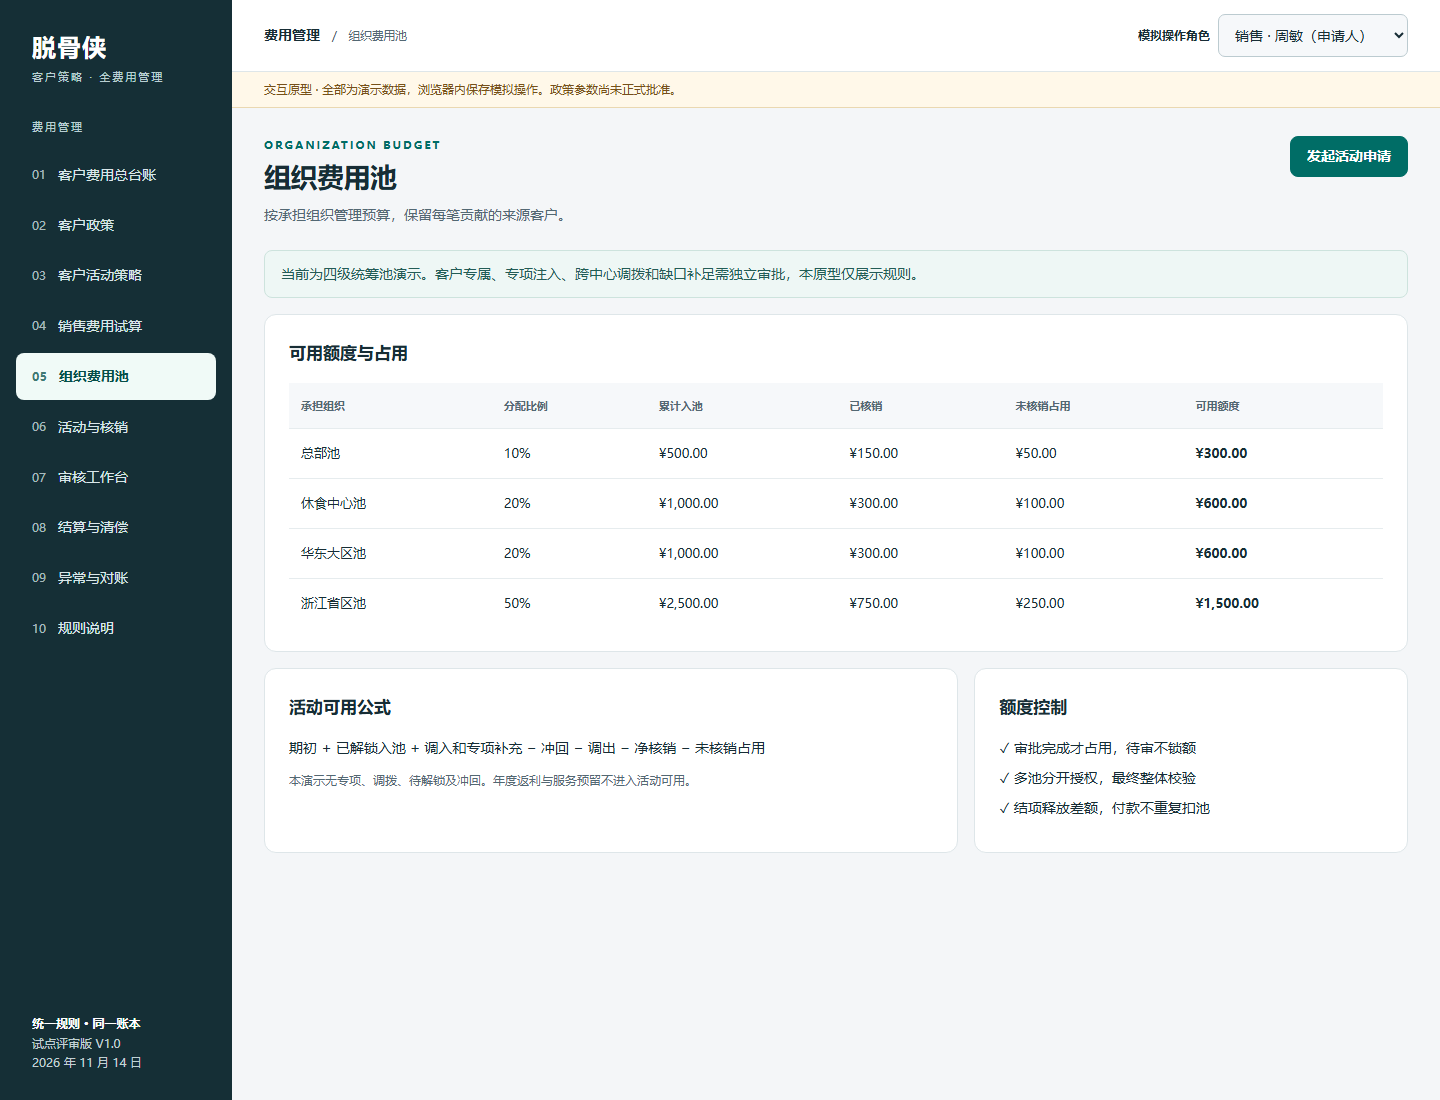 脱骨侠
客户策略 · 全费用管理
费用管理
01 客户费用总台账
02 客户政策
03 客户活动策略
04 销售费用试算
05 组织费用池
06 活动与核销
07 审核工作台
08 结算与清偿
09 异常与对账
10 规则说明
统一规则 • 同一账本
试点评审版 V1.0
2026 年 11 月 14 日
费用管理 / 组织费用池
模拟操作角色 销售 · 周敏（申请人）
交互原型 · 全部为演示数据，浏览器内保存模拟操作。政策参数尚未正式批准。
ORGANIZATION BUDGET
组织费用池
按承担组织管理预算，保留每笔贡献的来源客户。
发起活动申请
当前为四级统筹池演示。客户专属、专项注入、跨中心调拨和缺口补足需独立审批，本原型仅展示规则。
可用额度与占用
承担组织 分配比例 累计入池 已核销 未核销占用 可用额度
总部池 10% ¥500.00 ¥150.00 ¥50.00 ¥300.00
休食中心池 20% ¥1,000.00 ¥300.00 ¥100.00 ¥600.00
华东大区池 20% ¥1,000.00 ¥300.00 ¥100.00 ¥600.00
浙江省区池 50% ¥2,500.00 ¥750.00 ¥250.00 ¥1,500.00
活动可用公式
期初 + 已解锁入池 + 调入和专项补充 − 冲回 − 调出 − 净核销 − 未核销占用
本演示无专项、调拨、待解锁及冲回。年度返利与服务预留不进入活动可用。
额度控制
✓ 审批完成才占用，待审不锁额
✓ 多池分开授权，最终整体校验
✓ 结项释放差额，付款不重复扣池